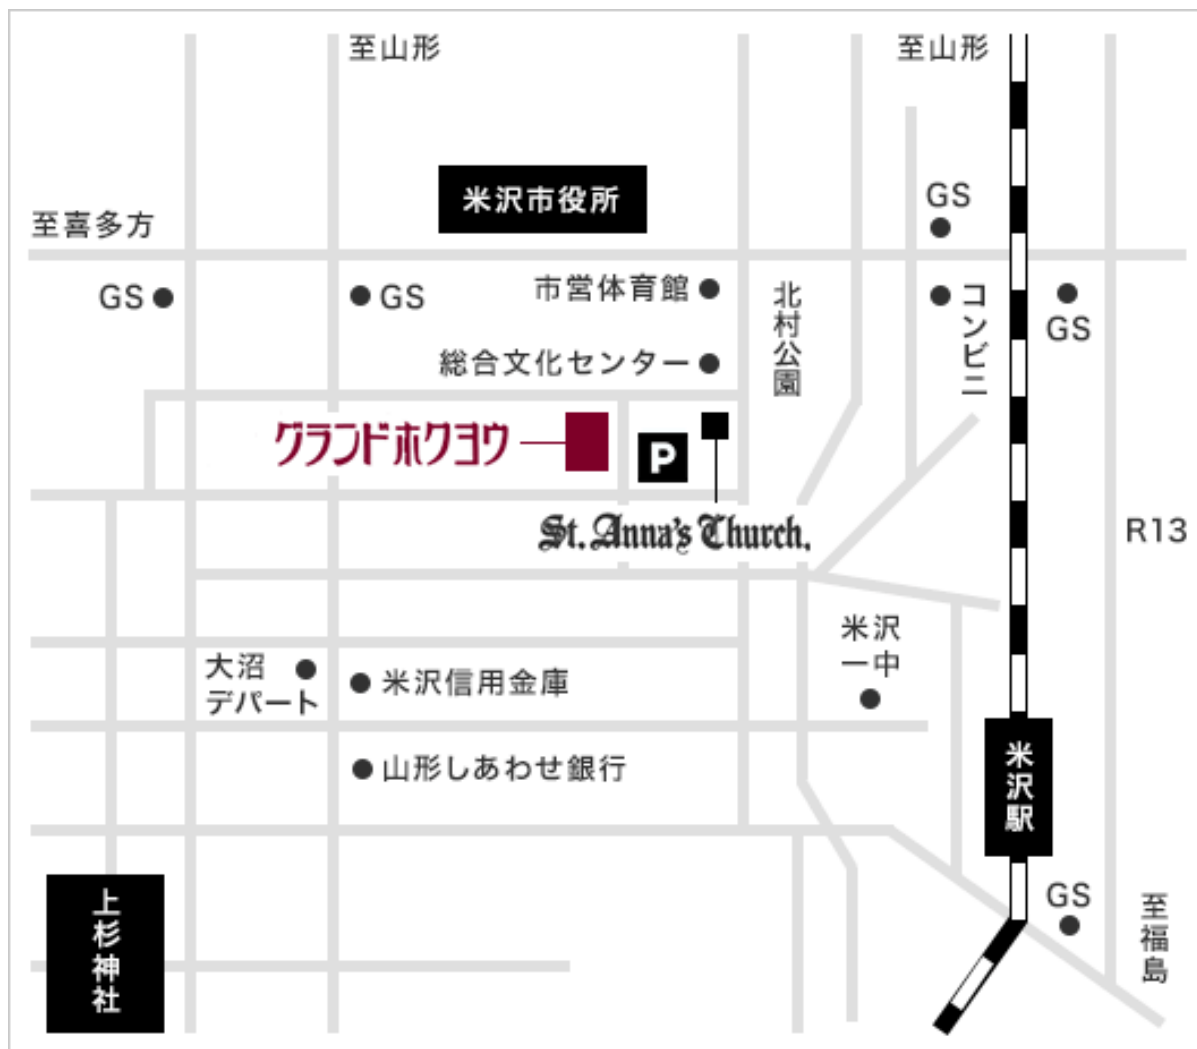 至山形
至山形
米沢市役所
GS
至喜多方
GS
GS
市営体育館
北村公園
コンビニ
GS
総合文化センター
グランドホクヨウ
P
St. Anna's Church.
R13
米沢
一中
大沼
デパート
米沢信用金庫
山形しあわせ銀行
米沢駅
GS
至福島
上杉神社